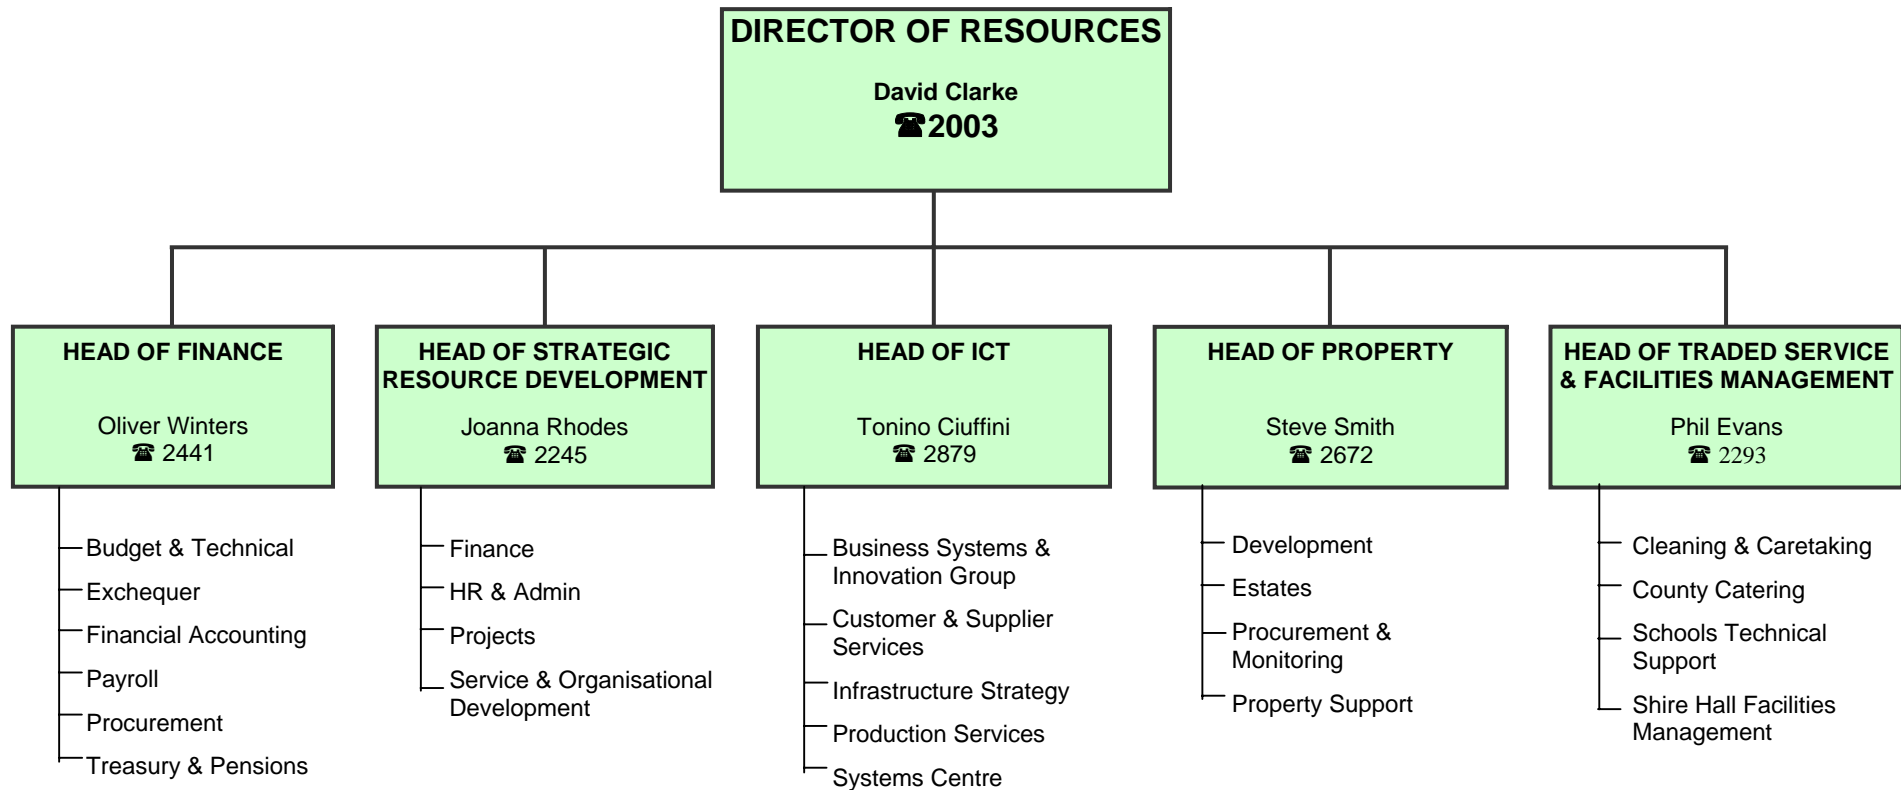 DIRECTOR OF RESOURCES
David Clarke
☎2003
HEAD OF FINANCE
Oliver Winters
☎ 2441
Budget & Technical
Exchequer
Financial Accounting
Payroll
Procurement
Treasury & Pensions
HEAD OF STRATEGIC
RESOURCE DEVELOPMENT
Joanna Rhodes
☎ 2245
Finance
HR & Admin
Projects
Service & Organisational
Development
HEAD OF ICT
Tonino Ciuffini
☎ 2879
Business Systems &
Innovation Group
Customer & Supplier
Services
Infrastructure Strategy
Production Services
Systems Centre
HEAD OF PROPERTY
Steve Smith
☎ 2672
Development
Estates
Procurement &
Monitoring
Property Support
HEAD OF TRADED SERVICE
& FACILITIES MANAGEMENT
Phil Evans
☎ 2293
Cleaning & Caretaking
County Catering
Schools Technical
Support
Shire Hall Facilities
Management